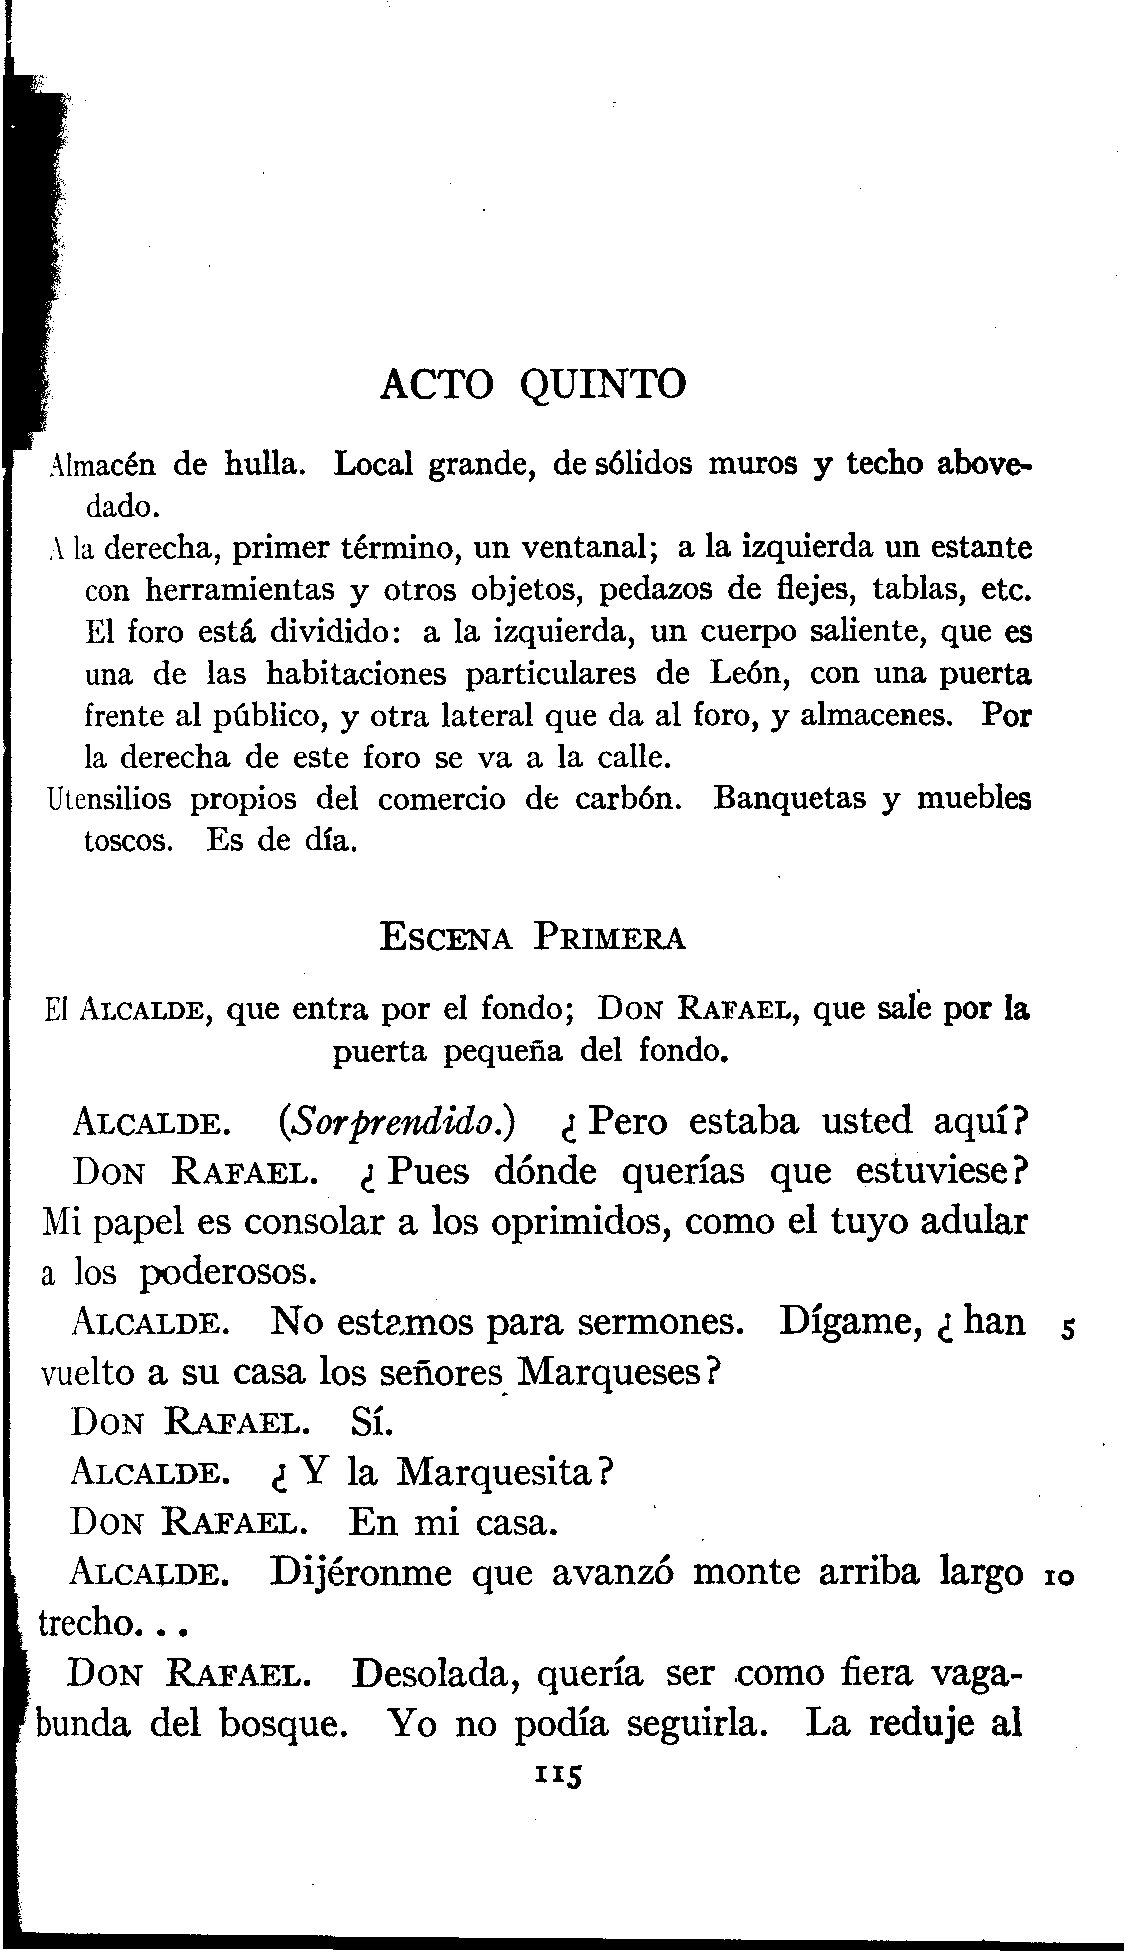 ACTO QUINTO
Almacén de hulla. Local grande, de sólidos muros y techo above-
dado.
A la derecha, primer término, un ventanal; a la izquierda un estante
con herramientas y otros objetos, pedazos de flejes, tablas, etc.
El foro está dividido: a la izquierda, un cuerpo saliente, que es
una de las habitaciones particulares de León, con una puerta
frente al público, y otra lateral que da al foro, y almacenes. Por
la derecha de este foro se va a la calle.
Utensilios propios del comercio de carbón. Banquetas y muebles
toscos. Es de día.
ESCENA PRIMERA
El ALCALDE, que entra por el fondo; DON RAFAEL, que sale por la
puerta pequeña del fondo.
ALCALDE. (Sorprendido.) ¿Pero estaba usted aquí?
DON RAFAEL. ¿Pues dónde querías que estuviese?
Mi papel es consolar a los oprimidos, como el tuyo adular
a los poderosos.
ALCALDE. No estamos para sermones. Dígame, ¿han 5
vuelto a su casa los señores Marqueses?
DON RAFAEL. Sí.
ALCALDE. ¿Y la Marquesita?
DON RAFAEL. En mi casa.
ALCALDE. Dijéronme que avanzó monte arriba largo 10
trecho...
DON RAFAEL. Desolada, quería ser como fiera vaga-
bunda del bosque. Yo no podía seguirla. La reduje al
115